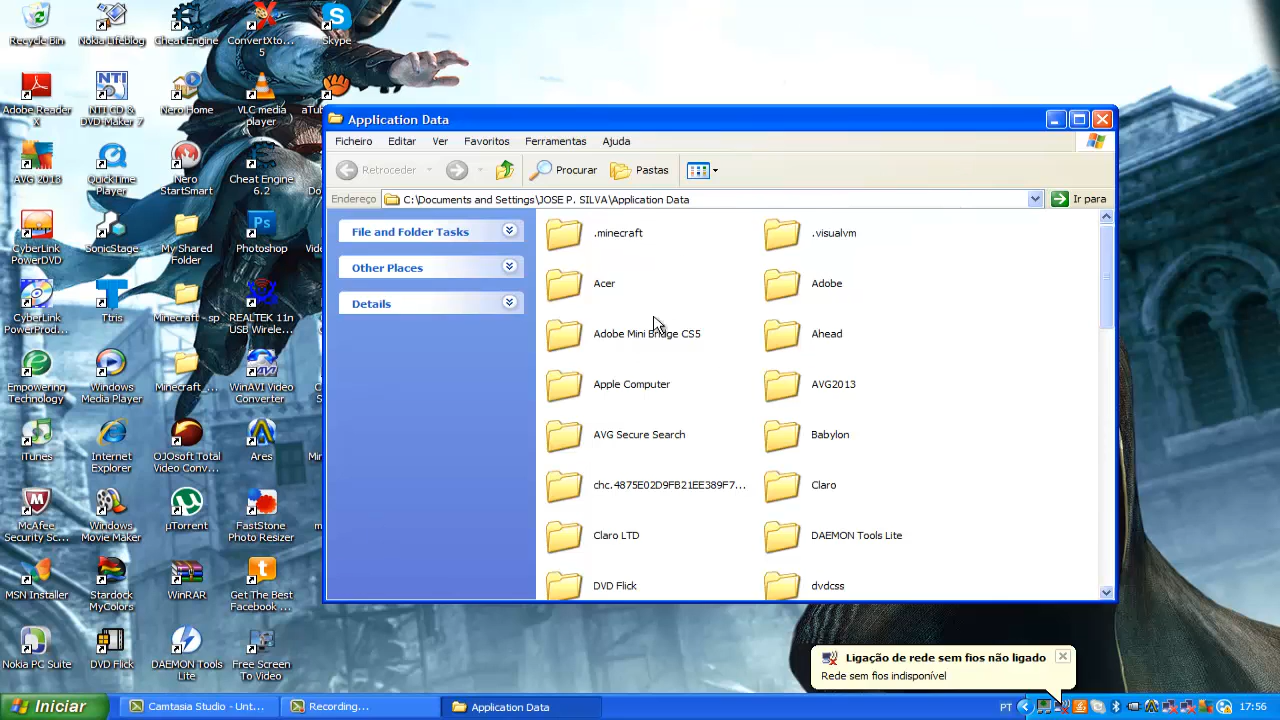 Recycle Bin
Nokia Lifeblog
Cheat Engine
ConvertXto...
5
Skype
Adobe Reader
X
NTI CD &
DVD-Maker 7
Nero Home
VLC media
player
AVG 2013
QuickTime
Player
Nero
StartSmart
Cheat Engine
6.2
CyberLink
PowerDVD
SonicStage
My Shared
Folder
Photoshop
CyberLink
PowerProd...
Ttris
Minecraft - sp
REALTEK 11n
USB Wirele...
Empowering
Technology
Windows
Media Player
Minecraft_...
WinAVI Video
Converter
iTunes
Internet
Explorer
OJOsoft Total
Video Conv...
Ares
McAfee
Security Sc...
Windows
Movie Maker
µTorrent
FastStone
Photo Resizer
MSN Installer
Stardock
MyColors
WinRAR
Get The Best
Facebook ...
Nokia PC Suite
DVD Flick
DAEMON Tools
Lite
Free Screen
To Video
Application Data
Ficheiro Editar Ver Favoritos Ferramentas Ajuda
Retroceder Procurar Pastas
Endereço C:\Documents and Settings\JOSE P. SILVA\Application Data Ir para
File and Folder Tasks
Other Places
Details
.minecraft .visualvm
Acer Adobe
Adobe Mini Bridge CS5 Ahead
Apple Computer AVG2013
AVG Secure Search Babylon
chc.4875E02D9FB21EE389F7... Claro
Claro LTD DAEMON Tools Lite
DVD Flick dvdcss
Ligação de rede sem fios não ligado
Rede sem fios indisponível
Iniciar Camtasia Studio - Unt... Recording... Application Data PT 17:56